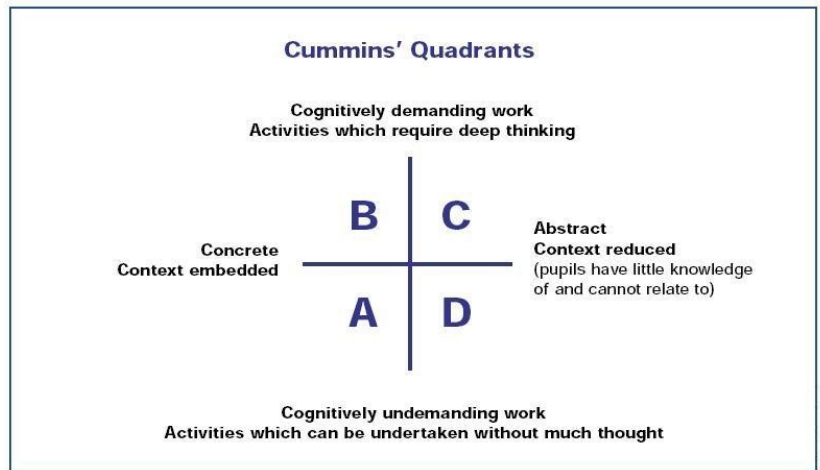 Cummins’ Quadrants
Cognitively demanding work
Activities which require deep thinking
B
C
Concrete
Context embedded
Abstract
Context reduced
(pupils have little knowledge
of and cannot relate to)
A
D
Cognitively undemanding work
Activities which can be undertaken without much thought